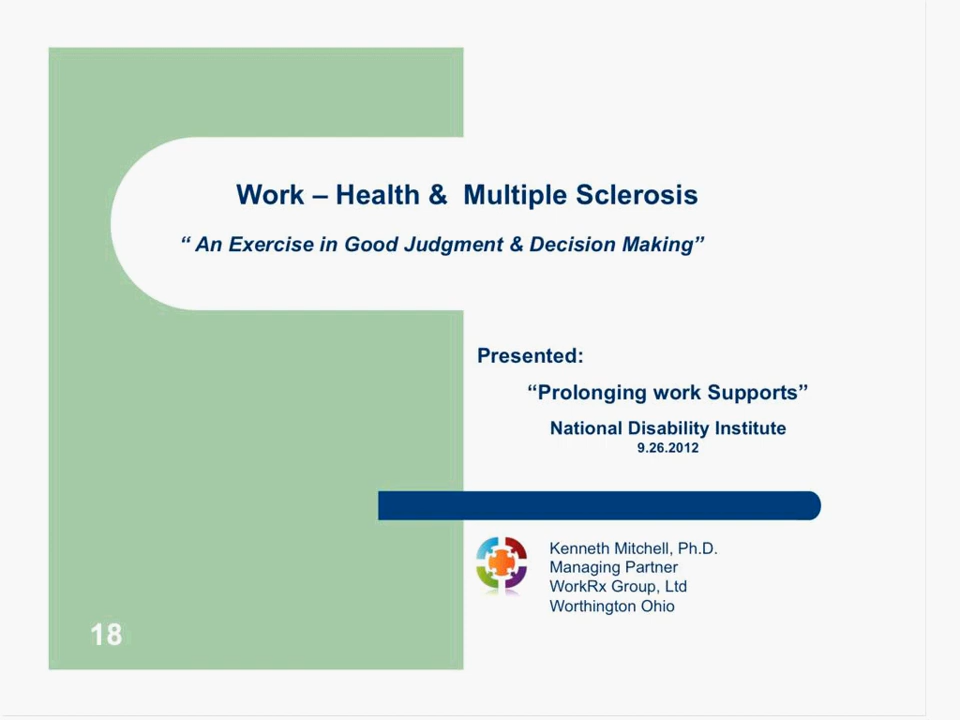 Work – Health &  Multiple Sclerosis
“ An Exercise in Good Judgment & Decision Making”
Presented:
“Prolonging work Supports”
National Disability Institute
9.26.2012
Kenneth Mitchell, Ph.D.
Managing Partner
WorkRx Group, Ltd
Worthington Ohio
18